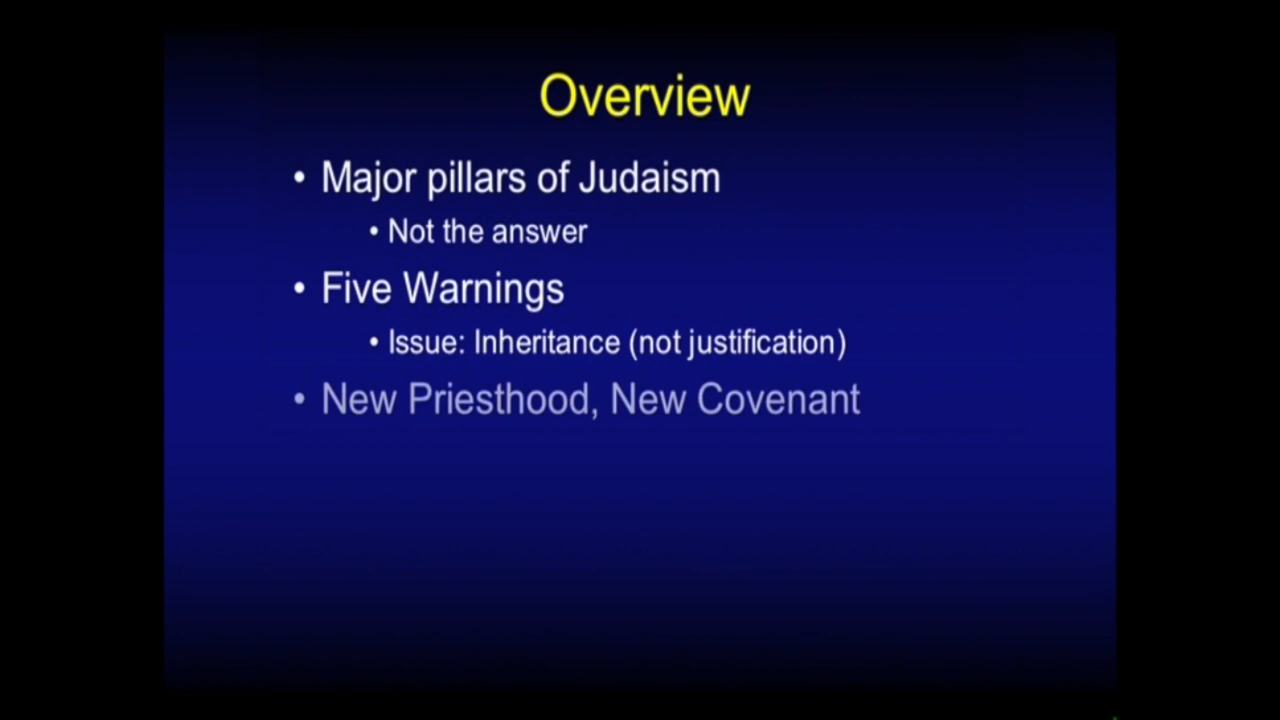 Overview
• Major pillars of Judaism
• Not the answer
• Five Warnings
• Issue: Inheritance (not justification)
• New Priesthood, New Covenant